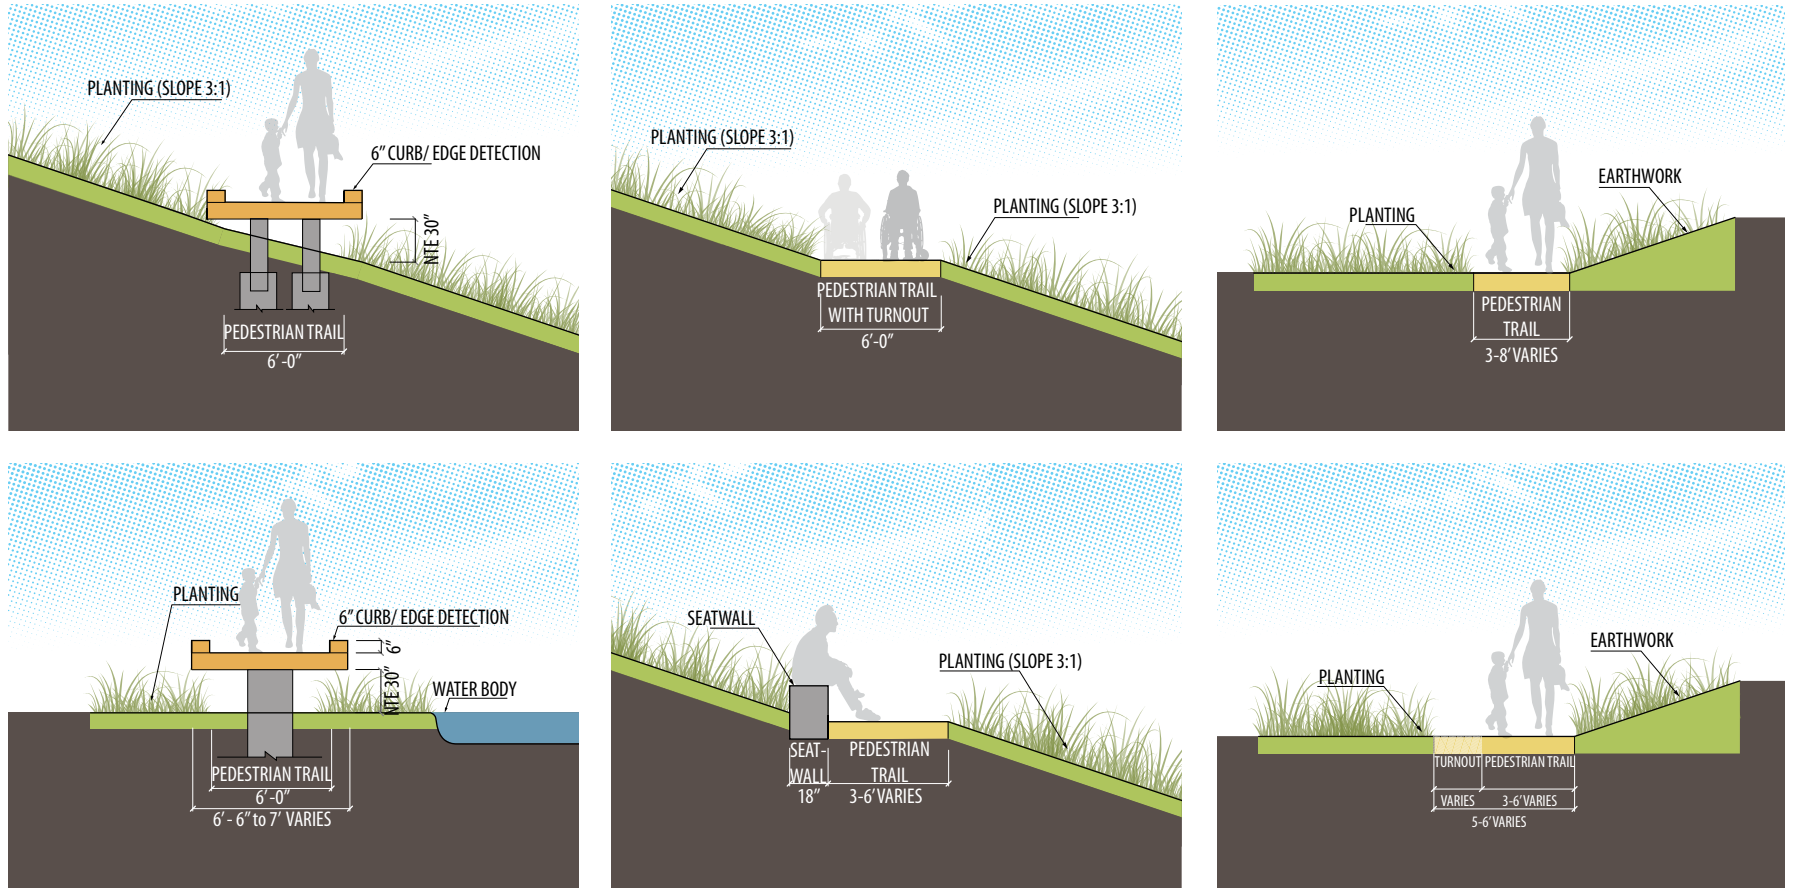 PLANTING (SLOPE 3:1)
6" CURB/ EDGE DETECTION
NTE 30"
PEDESTRIAN TRAIL
6'-0"
PLANTING (SLOPE 3:1)
PLANTING (SLOPE 3:1)
PEDESTRIAN TRAIL
WITH TURNOUT
6'-0"
EARTHWORK
PLANTING
PEDESTRIAN
TRAIL
3-8' VARIES
PLANTING
6" CURB/ EDGE DETECTION
6"
NTE 30"
WATER BODY
PEDESTRIAN TRAIL
6'-0"
6' - 6" to 7' VARIES
SEATWALL
PLANTING (SLOPE 3:1)
SEAT-
WALL
18"
PEDESTRIAN
TRAIL
3-6' VARIES
EARTHWORK
PLANTING
TURNOUT
PEDESTRIAN TRAIL
VARIES
3-6' VARIES
5-6' VARIES